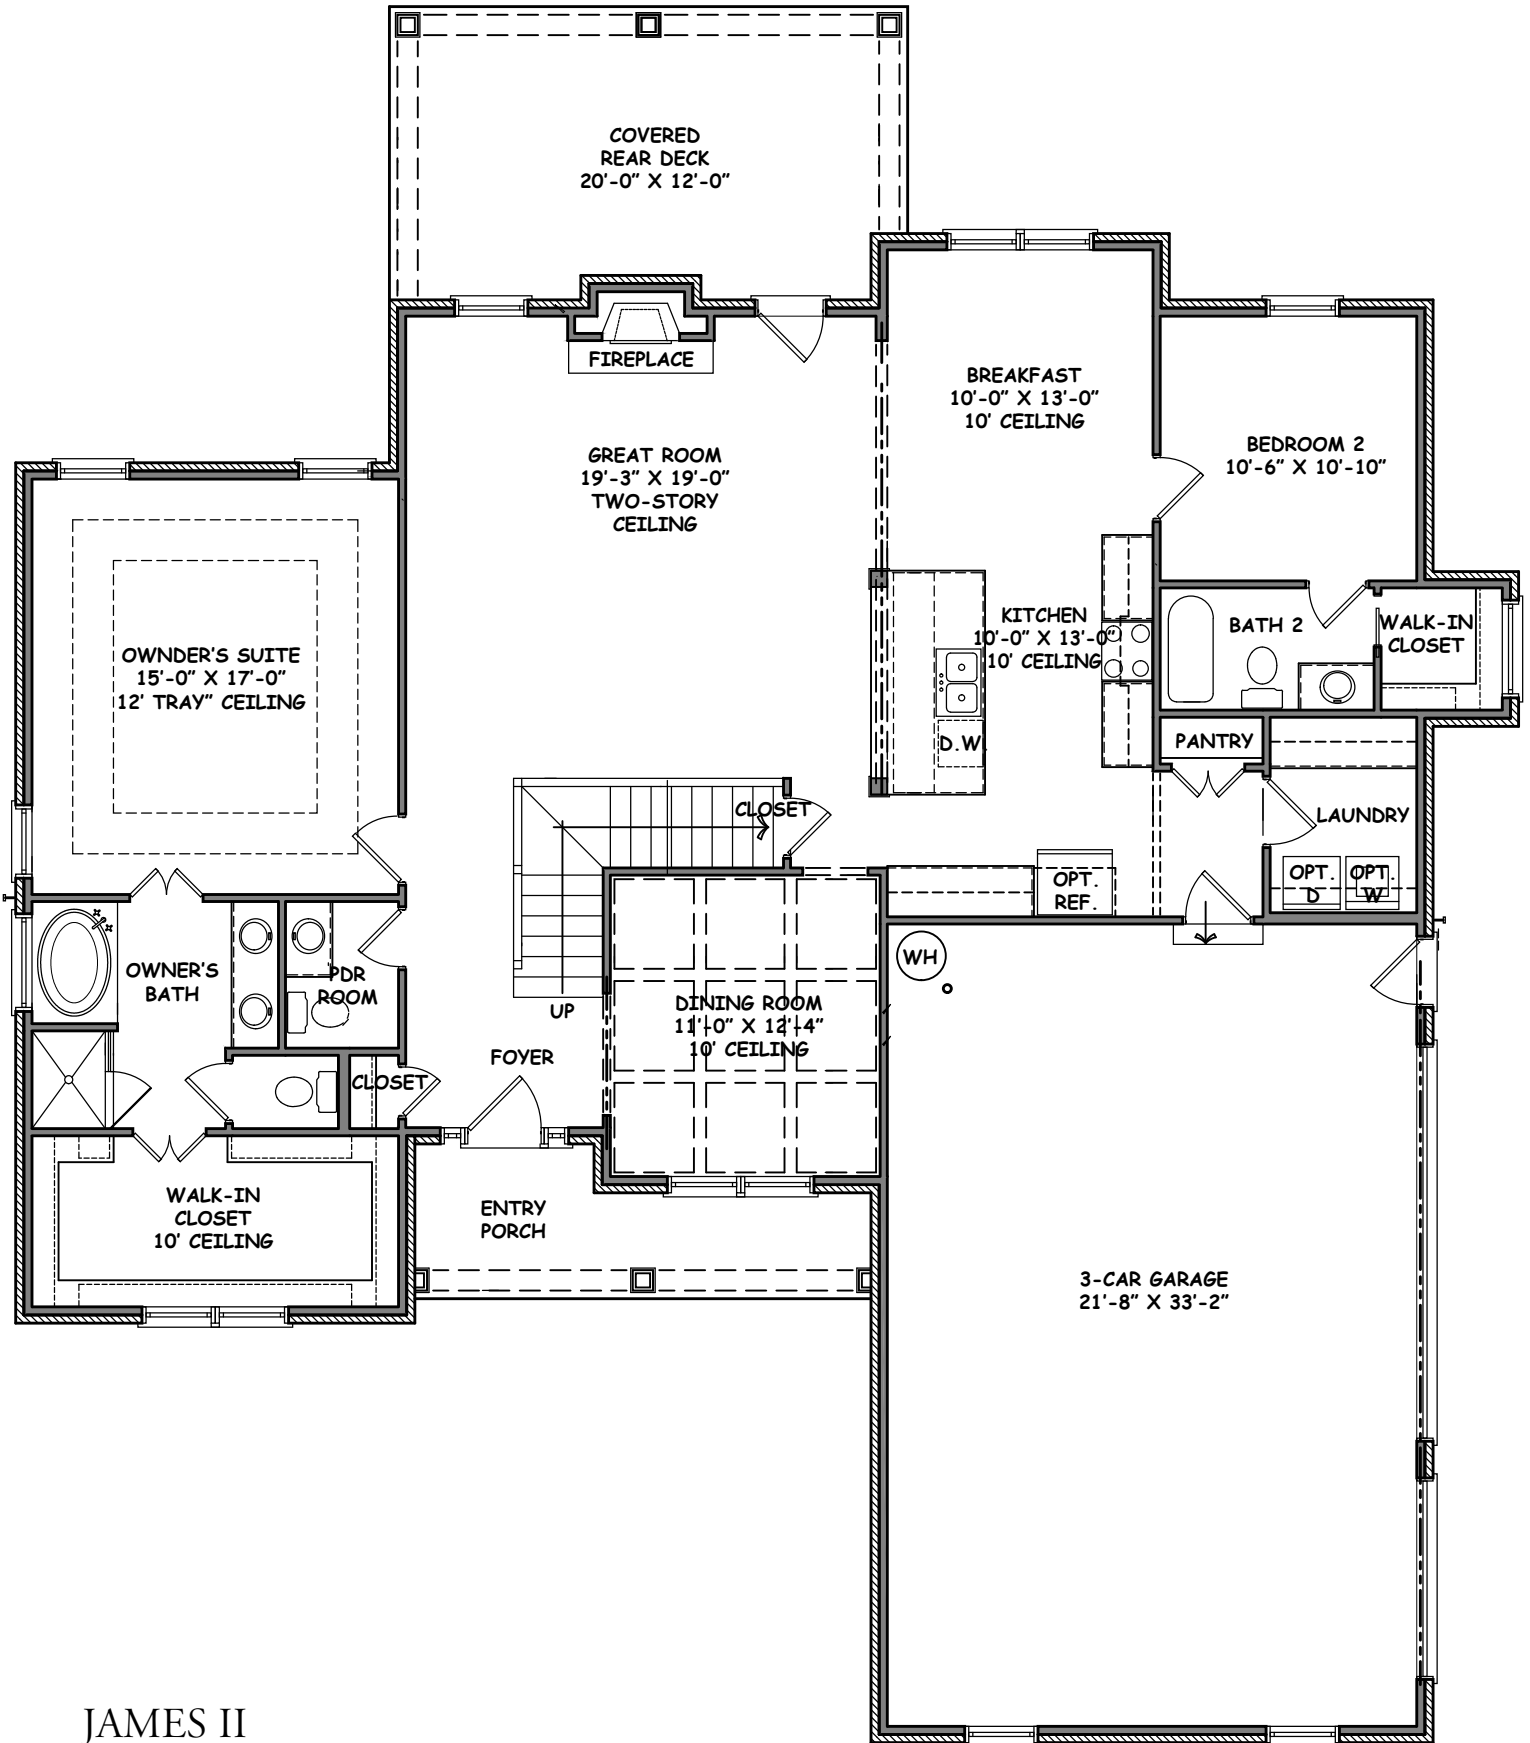 COVERED
REAR DECK
20'-0" X 12'-0"
FIREPLACE
BREAKFAST
10'-0" X 13'-0"
10' CEILING
GREAT ROOM
19'-3" X 19'-0"
TWO-STORY
CEILING
BEDROOM 2
10'-6" X 10'-10"
OWNDER'S SUITE
15'-0" X 17'-0"
12' TRAY" CEILING
KITCHEN
10'-0" X 13'-0"
10' CEILING
BATH 2
WALK-IN
CLOSET
D.W.
PANTRY
CLOSET
LAUNDRY
OPT.
REF.
OPT.
D
OPT.
W
OWNER'S
BATH
PDR
ROOM
UP
WH
DINING ROOM
11'-0" X 12'-4"
10' CEILING
FOYER
CLOSET
WALK-IN
CLOSET
10' CEILING
ENTRY
PORCH
3-CAR GARAGE
21'-8" X 33'-2"
JAMES II